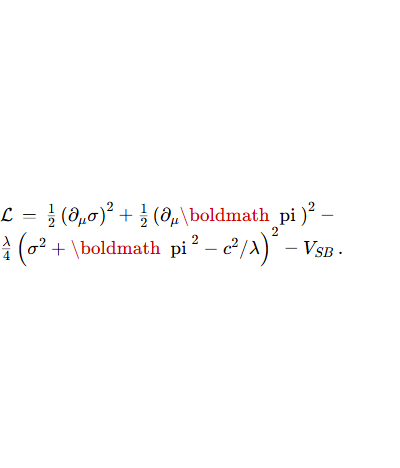 ℒ = 1/2 (∂_μσ)² + 1/2 (∂_μ\boldmath pi )² −
λ/4 (σ² + \boldmath pi ² − c²/λ)² − V_SB .